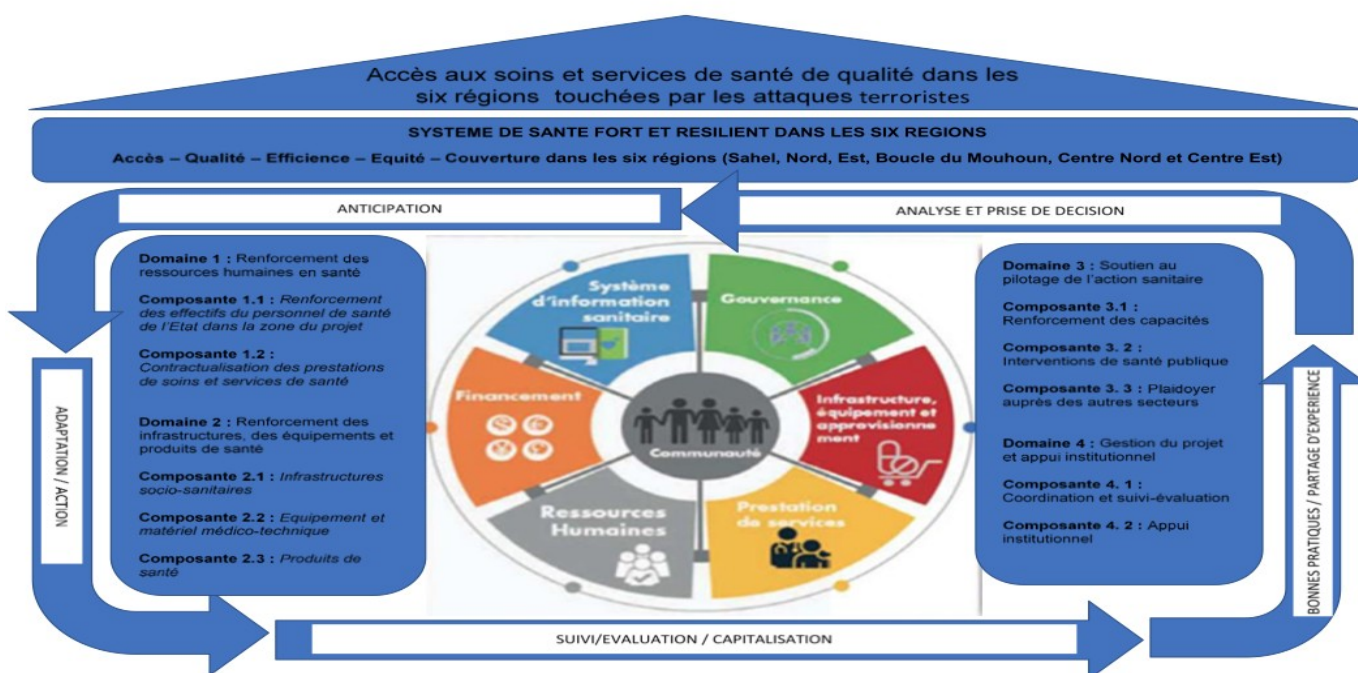 Accès aux soins et services de santé de qualité dans les
six régions touchées par les attaques terroristes
SYSTEME DE SANTE FORT ET RESILIENT DANS LES SIX REGIONS
Accès – Qualité – Efficience – Equité – Couverture dans les six régions (Sahel, Nord, Est, Boucle du Mouhoun, Centre Nord et Centre Est)
ANTICIPATION
ANALYSE ET PRISE DE DECISION
ADAPTATION / ACTION
Domaine 1 : Renforcement des
ressources humaines en santé
Composante 1.1 : Renforcement
des effectifs du personnel de santé
de l'Etat dans la zone du projet
Composante 1.2 :
Contractualisation des prestations
de soins et services de santé
Domaine 2 : Renforcement des
infrastructures, des équipements et
produits de santé
Composante 2.1 : Infrastructures
socio-sanitaires
Composante 2.2 : Equipement et
matériel médico-technique
Composante 2.3 : Produits de
santé
Système
d'information
sanitaire
Gouvernance
Financement
Infrastructure,
équipement et
approvisionne
ment
Communauté
Ressources
Humaines
Prestation
de services
Domaine 3 : Soutien au
pilotage de l'action sanitaire
Composante 3.1 :
Renforcement des capacités
Composante 3. 2 :
Interventions de santé publique
Composante 3. 3 : Plaidoyer
auprès des autres secteurs
Domaine 4 : Gestion du projet
et appui institutionnel
Composante 4. 1 :
Coordination et suivi-évaluation
Composante 4. 2 : Appui
institutionnel
BONNES PRATIQUES / PARTAGE D'EXPERIENCE
SUIVI/EVALUATION / CAPITALISATION